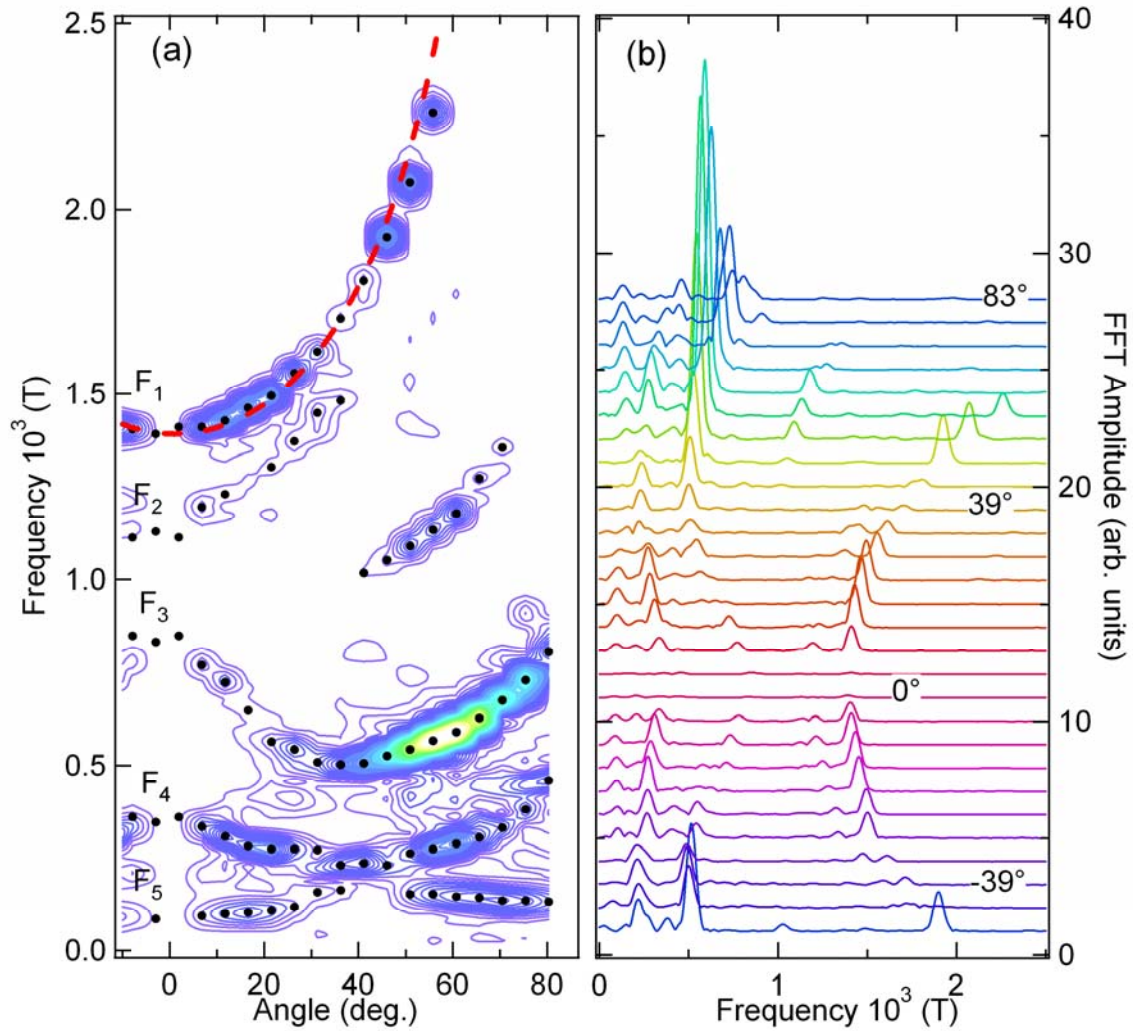 (a)
2.5
2.0
1.5
1.0
0.5
0.0
Frequency 10³ (T)
F₁
F₂
F₃
F₄
F₅
0
20
40
60
80
Angle (deg.)
(b)
40
30
20
10
0
FFT Amplitude (arb. units)
83°
39°
0°
-39°
0
1
2
Frequency 10³ (T)